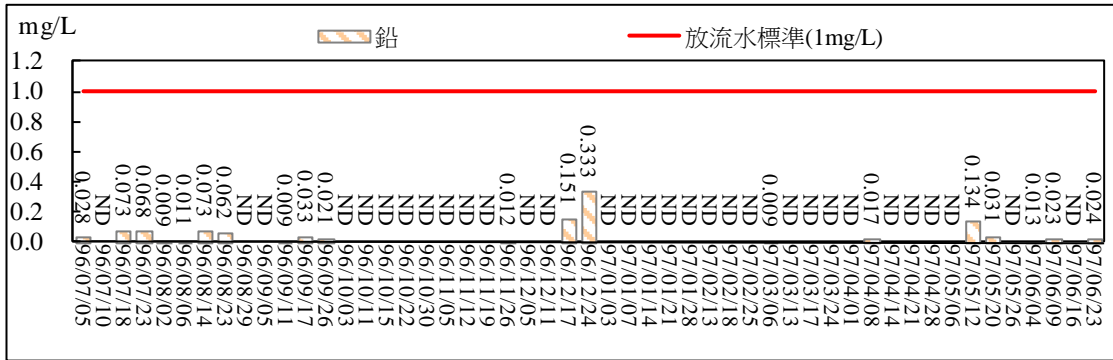 mg/L
鉛
放流水標準(1mg/L)
1.2
1.0
0.8
0.6
0.4
0.2
0.0
0.028
ND
0.073
0.068
0.009
0.011
0.073
0.062
ND
ND
0.009
0.033
0.021
ND
ND
ND
ND
ND
ND
ND
ND
0.012
ND
ND
0.151
0.333
ND
ND
ND
ND
ND
ND
ND
ND
0.009
ND
ND
ND
ND
0.017
ND
ND
ND
ND
0.134
0.031
ND
0.013
0.023
ND
0.024
96/07/05
96/07/10
96/07/18
96/07/23
96/08/02
96/08/06
96/08/14
96/08/23
96/08/29
96/09/05
96/09/11
96/09/17
96/09/27
96/10/03
96/10/11
96/10/15
96/10/22
96/10/30
96/11/05
96/11/12
96/11/19
96/11/26
96/12/05
96/12/11
96/12/17
96/12/24
97/01/03
97/01/07
97/01/14
97/01/21
97/01/28
97/02/13
97/02/18
97/02/25
97/03/06
97/03/13
97/03/17
97/03/24
97/04/01
97/04/08
97/04/14
97/04/21
97/04/28
97/05/06
97/05/12
97/05/20
97/05/26
97/06/04
97/06/09
97/06/16
97/06/23